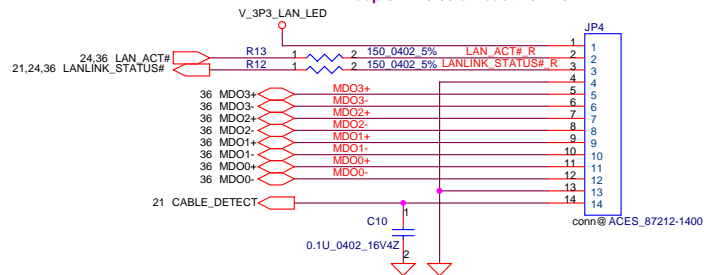 V_3P3_LAN_LED
JP4
24,36 LAN_ACT# R13 1 2 150_0402_5% LAN_ACT#_R
21,24,36 LANLINK_STATUS# R12 1 2 150_0402_5% LANLINK_STATUS#_R
1 1
2 2
3 3
4 4
36 MDO3+ MDO3+ 5 5
36 MDO3- MDO3- 6 6
36 MDO2+ MDO2+ 7 7
36 MDO2- MDO2- 8 8
36 MDO1+ MDO1+ 9 9
36 MDO1- MDO1- 10 10
36 MDO0+ MDO0+ 11 11
36 MDO0- MDO0- 12 12
13 13
21 CABLE_DETECT 14 14
conn@ ACES_87212-1400
1
C10
0.1U_0402_16V4Z
2